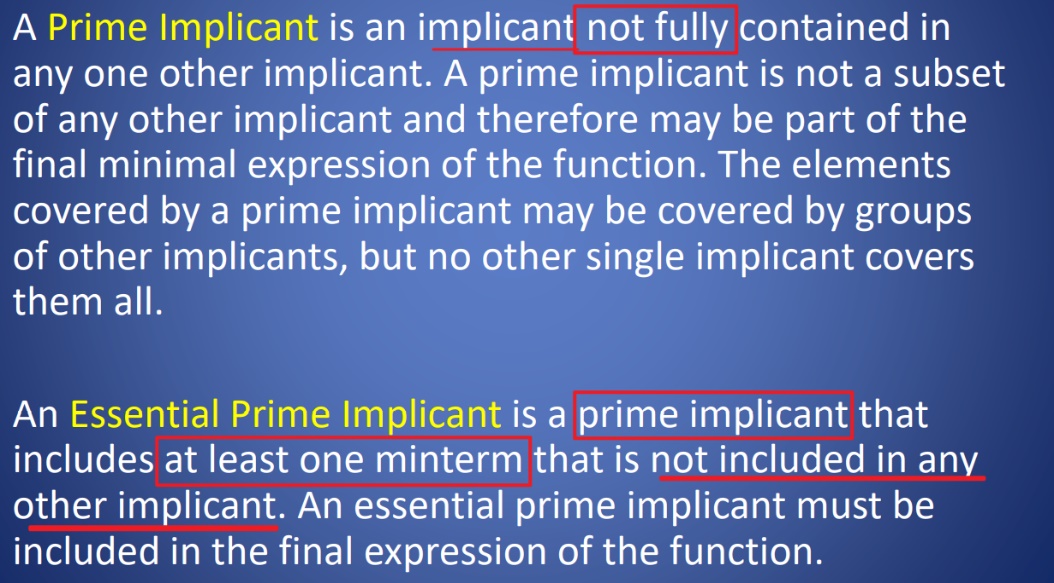 A Prime Implicant is an implicant not fully contained in
any one other implicant. A prime implicant is not a subset
of any other implicant and therefore may be part of the
final minimal expression of the function. The elements
covered by a prime implicant may be covered by groups
of other implicants, but no other single implicant covers
them all.
An Essential Prime Implicant is a prime implicant that
includes at least one minterm that is not included in any
other implicant. An essential prime implicant must be
included in the final expression of the function.